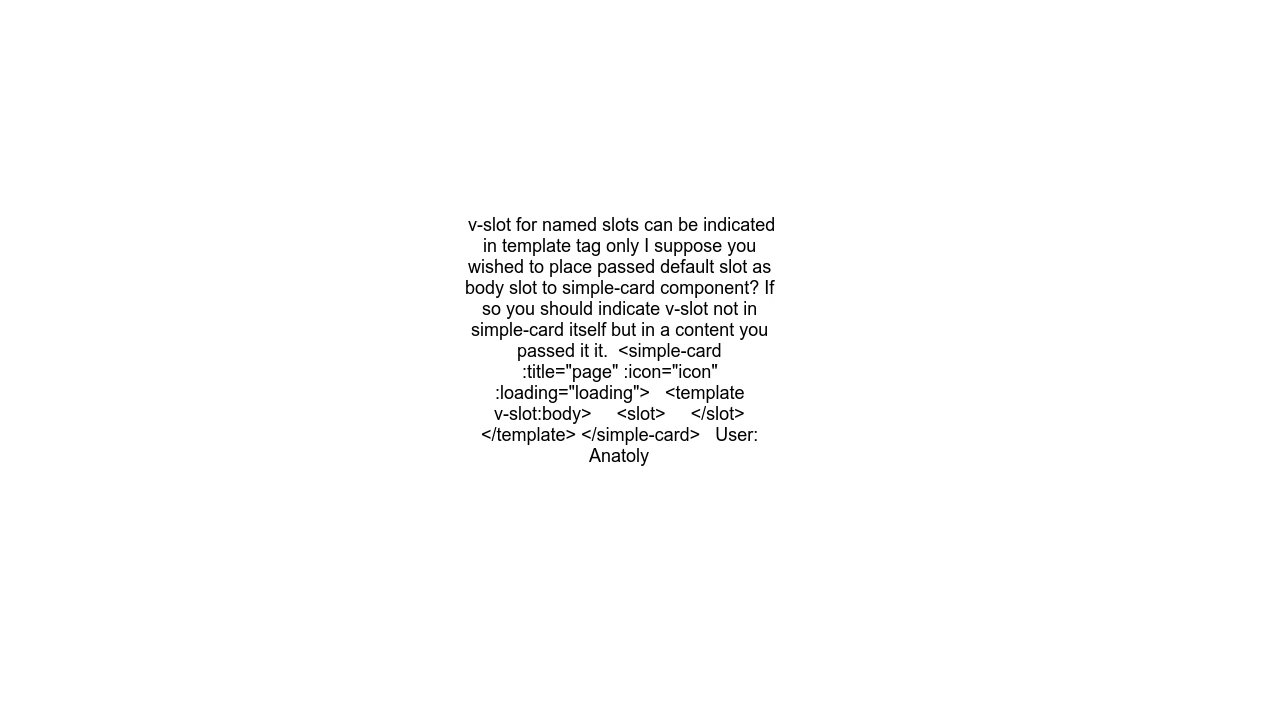 v-slot for named slots can be indicated
in template tag only I suppose you
wished to place passed default slot as
body slot to simple-card component? If
so you should indicate v-slot not in
simple-card itself but in a content you
passed it it.  <simple-card
:title="page" :icon="icon"
:loading="loading">   <template
v-slot:body>     <slot>     </slot>
</template> </simple-card>   User:
Anatoly